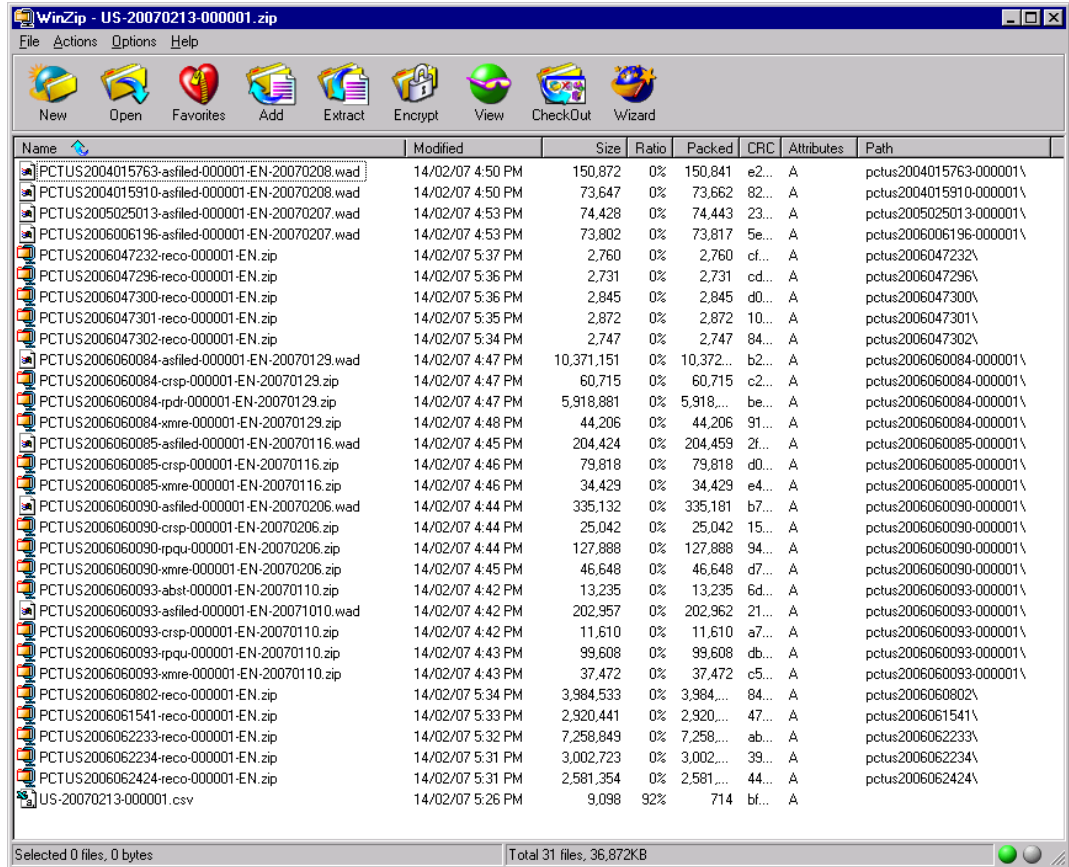 WinZip - US-20070213-000001.zip
File Actions Options Help
New Open Favorites Add Extract Encrypt View CheckOut Wizard
Name Modified Size Ratio Packed CRC Attributes Path
PCTUS2004015763-asfiled-000001-EN-20070208.wad 14/02/07 4:50 PM 150,872 0% 150,841 e2... A pctus2004015763-000001\
PCTUS2004015910-asfiled-000001-EN-20070208.wad 14/02/07 4:50 PM 73,647 0% 73,662 82... A pctus2004015910-000001\
PCTUS2005025013-asfiled-000001-EN-20070207.wad 14/02/07 4:53 PM 74,428 0% 74,443 23... A pctus2005025013-000001\
PCTUS2006006196-asfiled-000001-EN-20070207.wad 14/02/07 4:53 PM 73,802 0% 73,817 5e... A pctus2006006196-000001\
PCTUS2006047232-reco-000001-EN.zip 14/02/07 5:37 PM 2,760 0% 2,760 cf... A pctus2006047232\
PCTUS2006047296-reco-000001-EN.zip 14/02/07 5:36 PM 2,731 0% 2,731 cd... A pctus2006047296\
PCTUS2006047300-reco-000001-EN.zip 14/02/07 5:36 PM 2,845 0% 2,845 d0... A pctus2006047300\
PCTUS2006047301-reco-000001-EN.zip 14/02/07 5:35 PM 2,872 0% 2,872 10... A pctus2006047301\
PCTUS2006047302-reco-000001-EN.zip 14/02/07 5:34 PM 2,747 0% 2,747 84... A pctus2006047302\
PCTUS2006060084-asfiled-000001-EN-20070129.wad 14/02/07 4:47 PM 10,371,151 0% 10,372... b2... A pctus2006060084-000001\
PCTUS2006060084-crsp-000001-EN-20070129.zip 14/02/07 4:47 PM 60,715 0% 60,715 c2... A pctus2006060084-000001\
PCTUS2006060084-rpdr-000001-EN-20070129.zip 14/02/07 4:47 PM 5,918,881 0% 5,918,... be... A pctus2006060084-000001\
PCTUS2006060084-xmre-000001-EN-20070129.zip 14/02/07 4:48 PM 44,206 0% 44,206 91... A pctus2006060084-000001\
PCTUS2006060085-asfiled-000001-EN-20070116.wad 14/02/07 4:45 PM 204,424 0% 204,459 2f... A pctus2006060085-000001\
PCTUS2006060085-crsp-000001-EN-20070116.zip 14/02/07 4:46 PM 79,818 0% 79,818 d0... A pctus2006060085-000001\
PCTUS2006060085-xmre-000001-EN-20070116.zip 14/02/07 4:46 PM 34,429 0% 34,429 e4... A pctus2006060085-000001\
PCTUS2006060090-asfiled-000001-EN-20070206.wad 14/02/07 4:44 PM 335,132 0% 335,181 b7... A pctus2006060090-000001\
PCTUS2006060090-crsp-000001-EN-20070206.zip 14/02/07 4:44 PM 25,042 0% 25,042 15... A pctus2006060090-000001\
PCTUS2006060090-rpqu-000001-EN-20070206.zip 14/02/07 4:44 PM 127,888 0% 127,888 94... A pctus2006060090-000001\
PCTUS2006060090-xmre-000001-EN-20070206.zip 14/02/07 4:45 PM 46,648 0% 46,648 d7... A pctus2006060090-000001\
PCTUS2006060093-abst-000001-EN-20070110.zip 14/02/07 4:42 PM 13,235 0% 13,235 6d... A pctus2006060093-000001\
PCTUS2006060093-asfiled-000001-EN-20071010.wad 14/02/07 4:42 PM 202,957 0% 202,962 21... A pctus2006060093-000001\
PCTUS2006060093-crsp-000001-EN-20070110.zip 14/02/07 4:42 PM 11,610 0% 11,610 a7... A pctus2006060093-000001\
PCTUS2006060093-rpqu-000001-EN-20070110.zip 14/02/07 4:43 PM 99,608 0% 99,608 db... A pctus2006060093-000001\
PCTUS2006060093-xmre-000001-EN-20070110.zip 14/02/07 4:43 PM 37,472 0% 37,472 c5... A pctus2006060093-000001\
PCTUS2006060802-reco-000001-EN.zip 14/02/07 5:34 PM 3,984,533 0% 3,984,... 84... A pctus2006060802\
PCTUS2006061541-reco-000001-EN.zip 14/02/07 5:33 PM 2,920,441 0% 2,920,... 47... A pctus2006061541\
PCTUS2006062233-reco-000001-EN.zip 14/02/07 5:32 PM 7,258,849 0% 7,258,... ab... A pctus2006062233\
PCTUS2006062234-reco-000001-EN.zip 14/02/07 5:31 PM 3,002,723 0% 3,002,... 39... A pctus2006062234\
PCTUS2006062424-reco-000001-EN.zip 14/02/07 5:31 PM 2,581,354 0% 2,581,... 44... A pctus2006062424\
US-20070213-000001.csv 14/02/07 5:26 PM 9,098 92% 714 bf... A
Selected 0 files, 0 bytes Total 31 files, 36,872KB